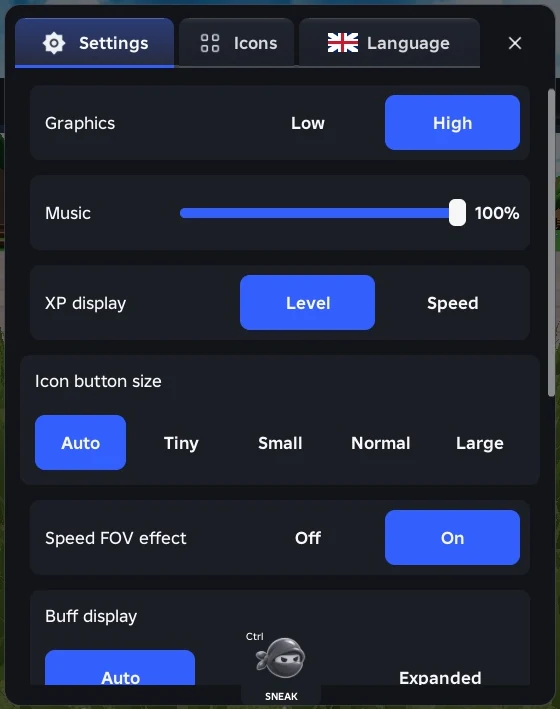 Settings Icons Language
Graphics Low High
Music 100%
XP display Level Speed
Icon button size
Auto Tiny Small Normal Large
Speed FOV effect Off On
Buff display
Ctrl
Auto Expanded
SNEAK